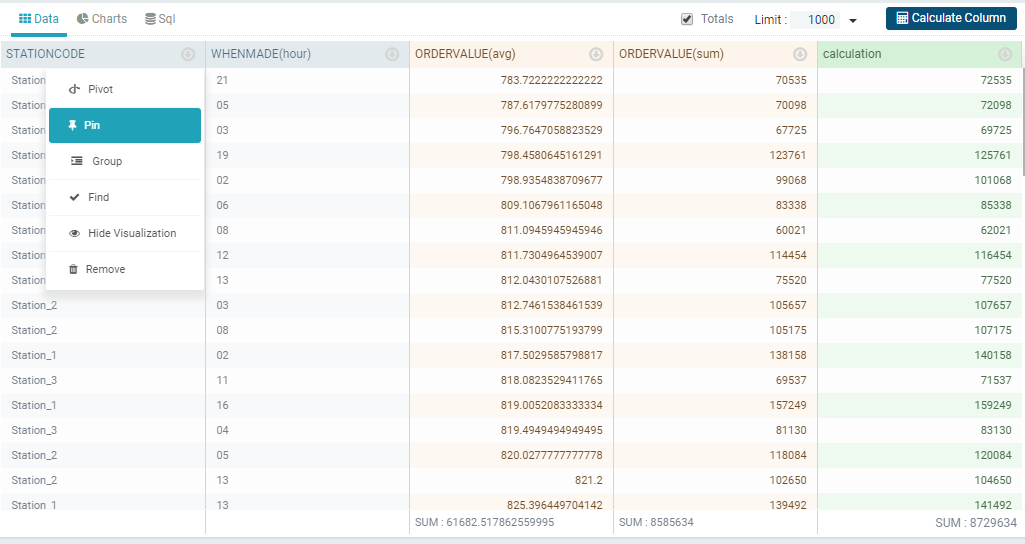 Data Charts Sql Totals Limit : 1000 Calculate Column
STATIONCODE WHENMADE(hour) ORDERVALUE(avg) ORDERVALUE(sum) calculation
Station 21 783.7222222222222 70535 72535
Pivot
Station 05 787.6179775280899 70098 72098
Pin
Station 03 796.7647058823529 67725 69725
Station 19 798.4580645161291 123761 125761
Group
Station 02 798.9354838709677 99068 101068
Find
Station 06 809.1067961165048 83338 85338
Station 08 811.0945945945946 60021 62021
Hide Visualization
Station 12 811.7304964539007 114454 116454
Remove
Station 13 812.0430107526881 75520 77520
Station_2 03 812.7461538461539 105657 107657
Station_2 08 815.3100775193799 105175 107175
Station_1 02 817.5029585798817 138158 140158
Station_3 11 818.0823529411765 69537 71537
Station_1 16 819.0052083333334 157249 159249
Station_3 04 819.4949494949495 81130 83130
Station_2 05 820.0277777777778 118084 120084
Station_2 13 821.2 102650 104650
Station_1 13 825.396449704142 139492 141492
SUM : 61682.517862559995 SUM : 8585634 SUM : 8729634